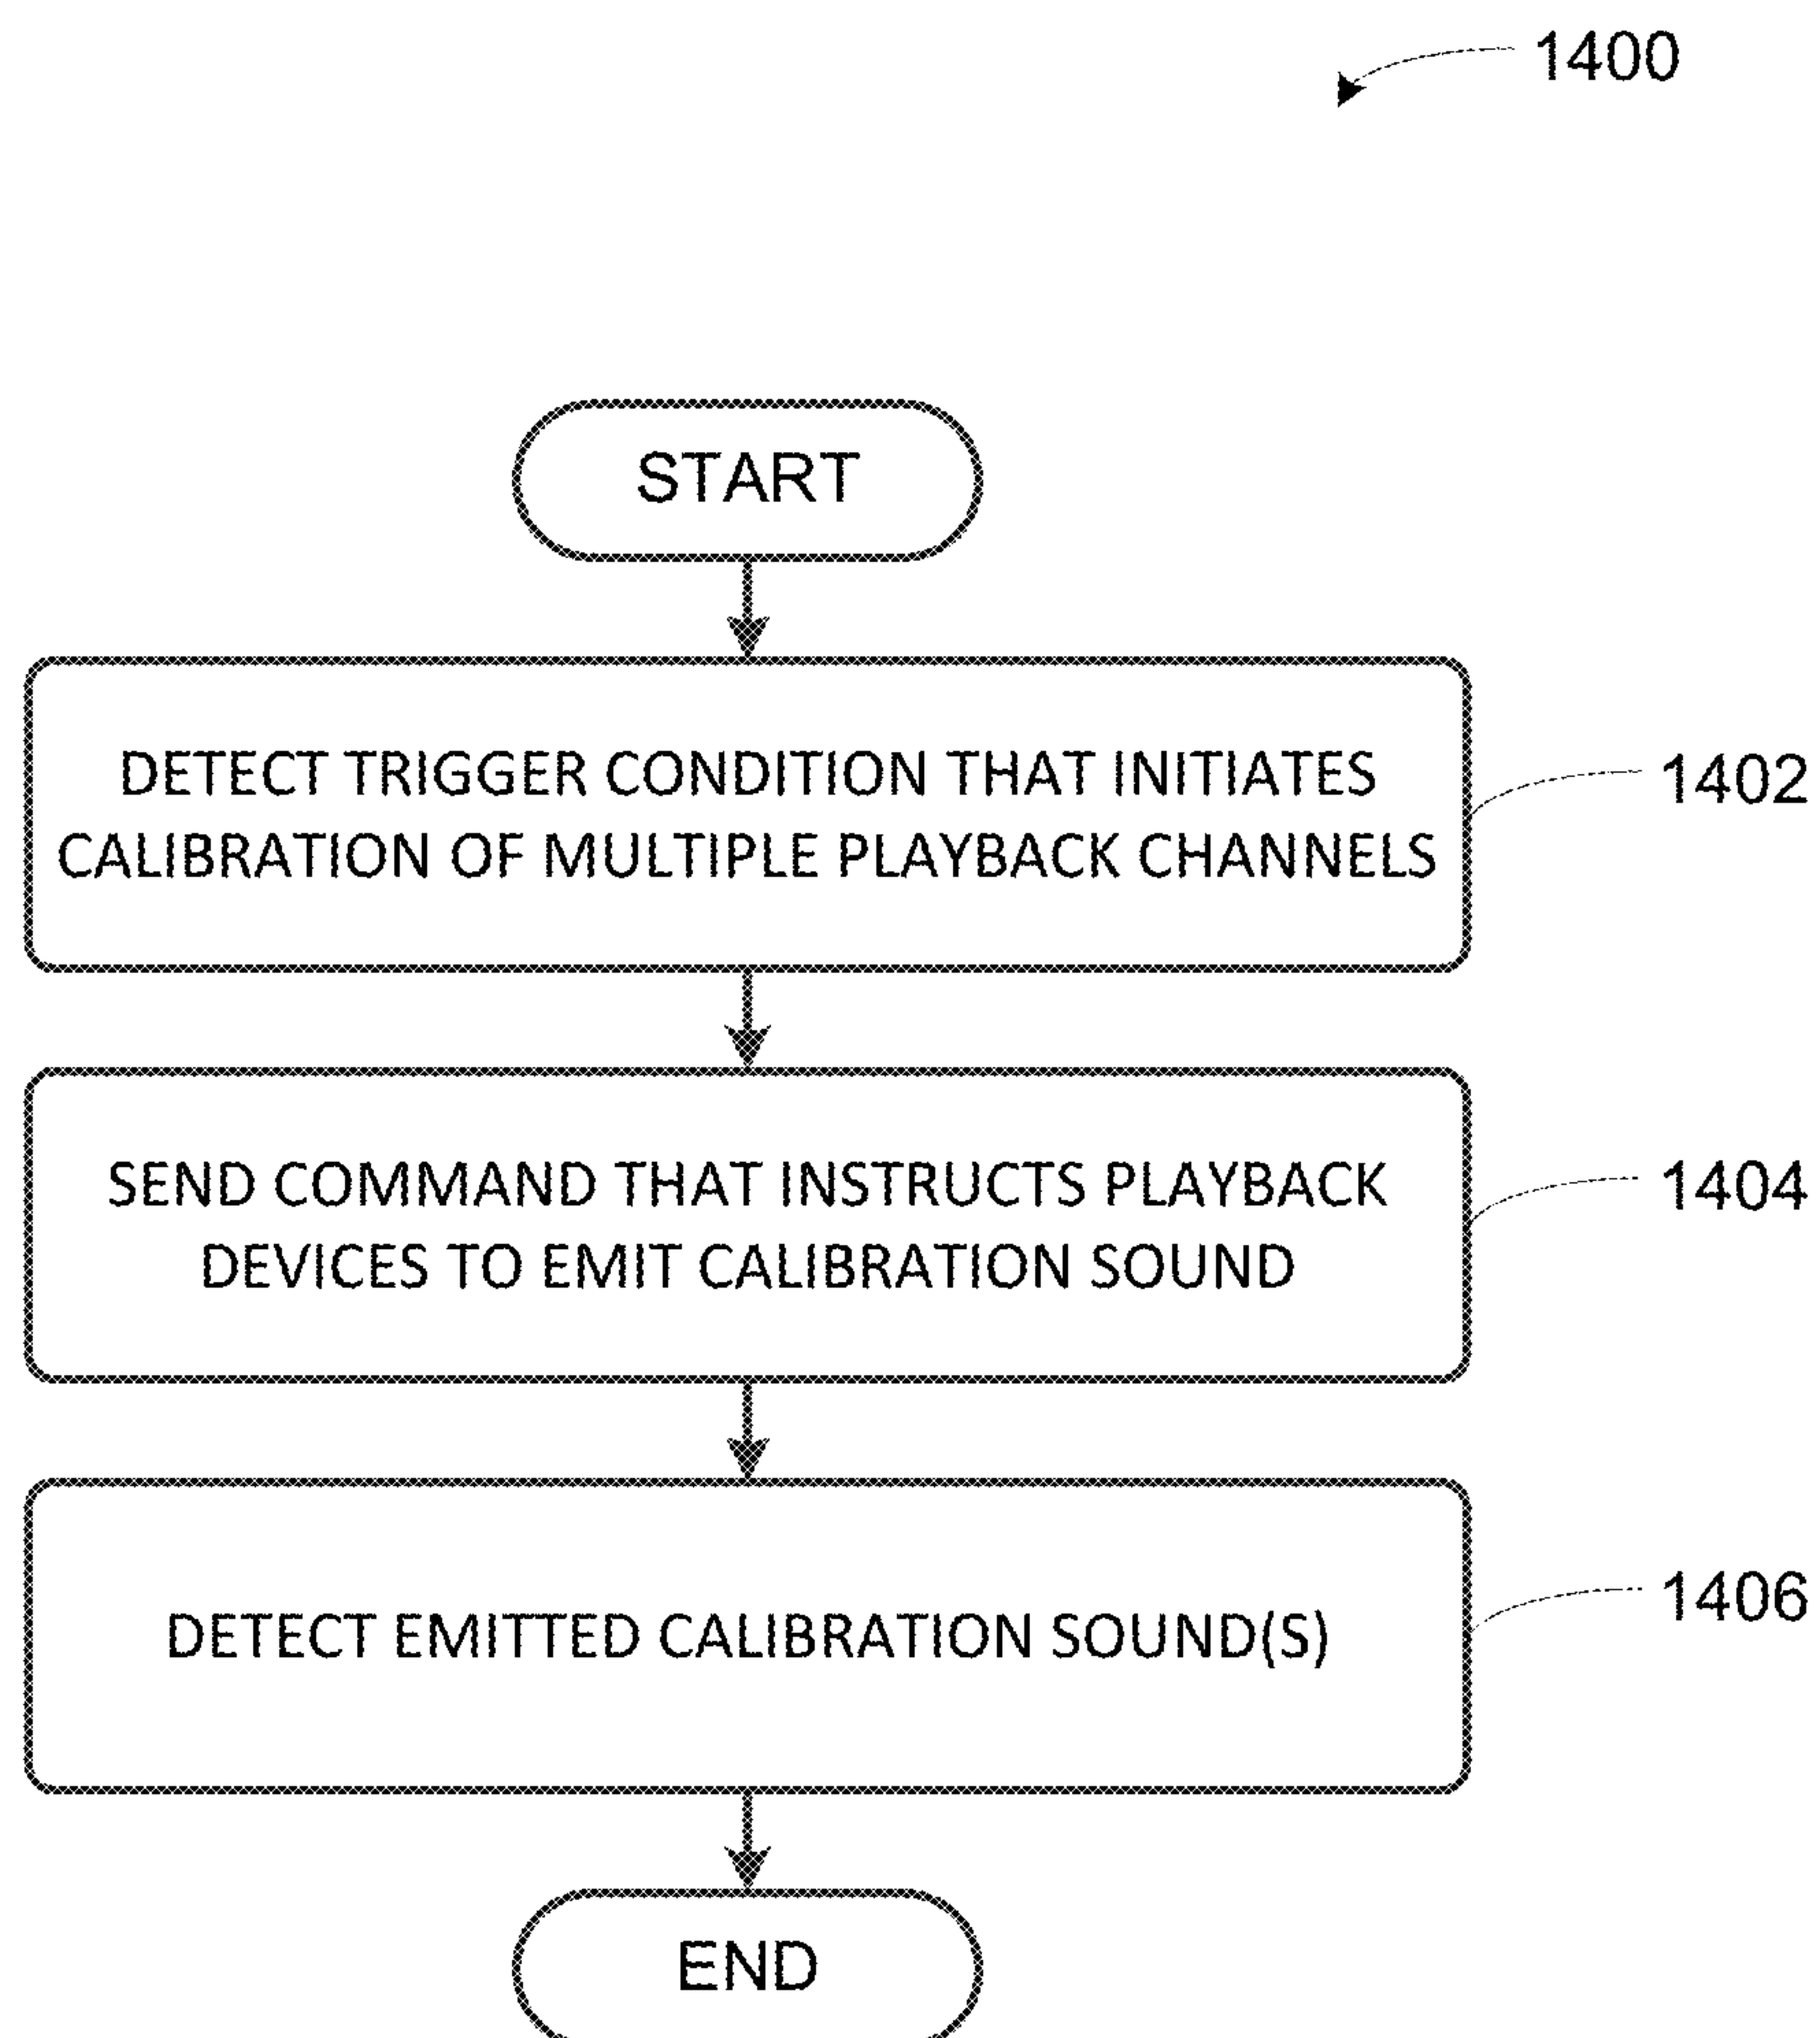 1400
START
DETECT TRIGGER CONDITION THAT INITIATES
CALIBRATION OF MULTIPLE PLAYBACK CHANNELS
1402
SEND COMMAND THAT INSTRUCTS PLAYBACK
DEVICES TO EMIT CALIBRATION SOUND
1404
DETECT EMITTED CALIBRATION SOUND(S)
1406
END